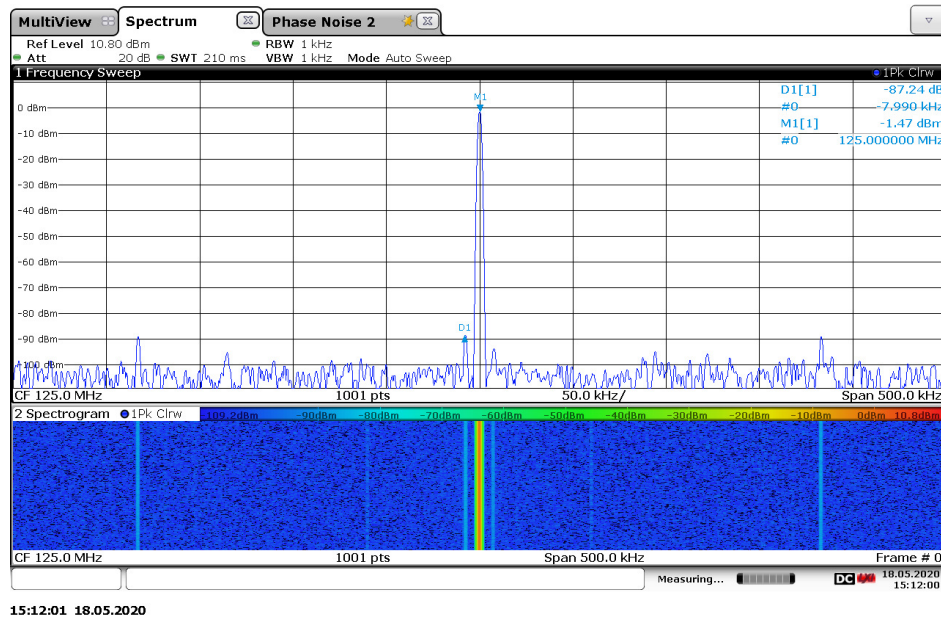 MultiView Spectrum Phase Noise 2
Ref Level 10.80 dBm RBW 1 kHz
Att 20 dB SWT 210 ms VBW 1 kHz Mode Auto Sweep
1 Frequency Sweep 1Pk Clrw
D1[1] -87.24 dB
#0 -7.990 kHz
M1[1] -1.47 dBm
#0 125.000000 MHz
M1
0 dBm
-10 dBm
-20 dBm
-30 dBm
-40 dBm
-50 dBm
-60 dBm
-70 dBm
-80 dBm
D1
-90 dBm
-100 dBm
CF 125.0 MHz 1001 pts 50.0 kHz/ Span 500.0 kHz
2 Spectrogram 1Pk Clrw -109.2dBm -90dBm -80dBm -70dBm -60dBm -50dBm -40dBm -30dBm -20dBm -10dBm 0dBm 10.8dBm
CF 125.0 MHz 1001 pts Span 500.0 kHz Frame # 0
Measuring... DC 18.05.2020
15:12:00
15:12:01 18.05.2020